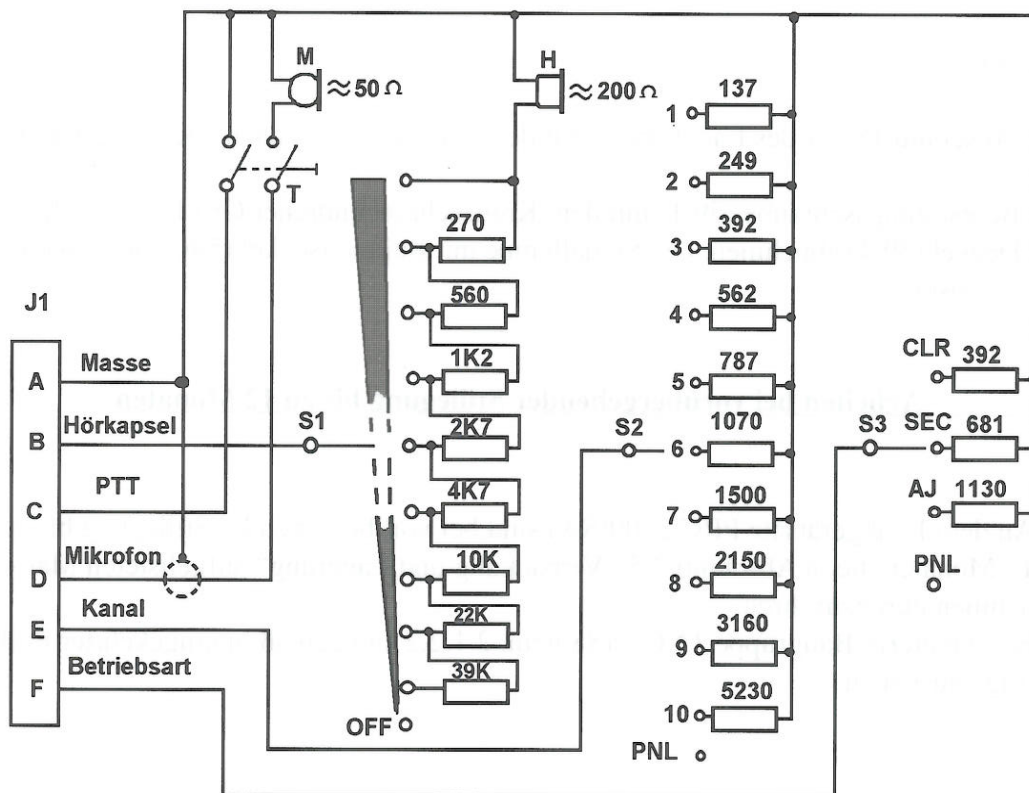 M
≈50Ω
H
≈200Ω
T
J1
A
Masse
B
Hörkapsel
C
PTT
D
Mikrofon
E
Kanal
F
Betriebsart
S1
270
560
1K2
2K7
4K7
10K
22K
39K
OFF
S2
1 137
2 249
3 392
4 562
5 787
6 1070
7 1500
8 2150
9 3160
10 5230
PNL
S3
CLR 392
SEC 681
AJ 1130
PNL